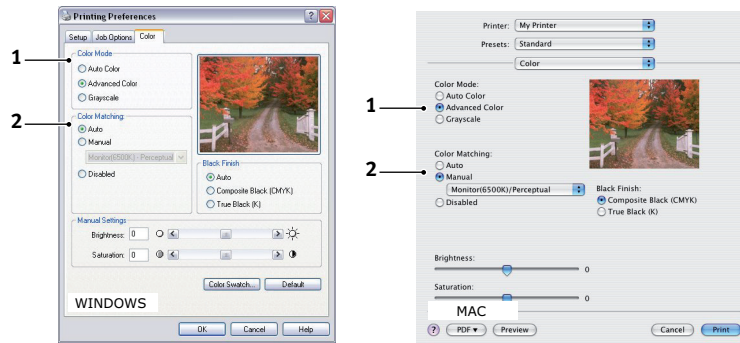 Printing Preferences
Setup Job Options Color
1
Color Mode
Auto Color
Advanced Color
Grayscale
2
Color Matching:
Auto
Manual
Monitor(6500K) - Perceptual
Disabled
Black Finish
Auto
Composite Black (CMYK)
True Black (K)
Manual Settings
Brightness: 0
Saturation: 0
Color Swatch... Default
WINDOWS
OK Cancel Help
Printer: My Printer
Presets: Standard
Color
Color Mode:
Auto Color
1
Advanced Color
Grayscale
Color Matching:
Auto
2
Manual
Monitor(6500K)/Perceptual
Disabled
Black Finish:
Composite Black (CMYK)
True Black (K)
Brightness:
0
Saturation:
0
MAC
? PDF ▾ Preview Cancel Print